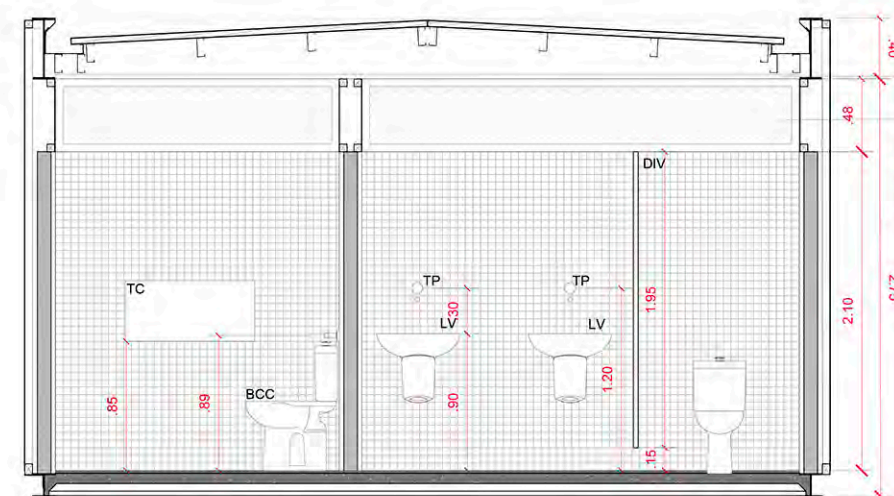 .40
.48
DIV
TC
TP
TP
.30
1.95
LV
LV
2.10
1.20
BCC
.85
.89
.90
.15